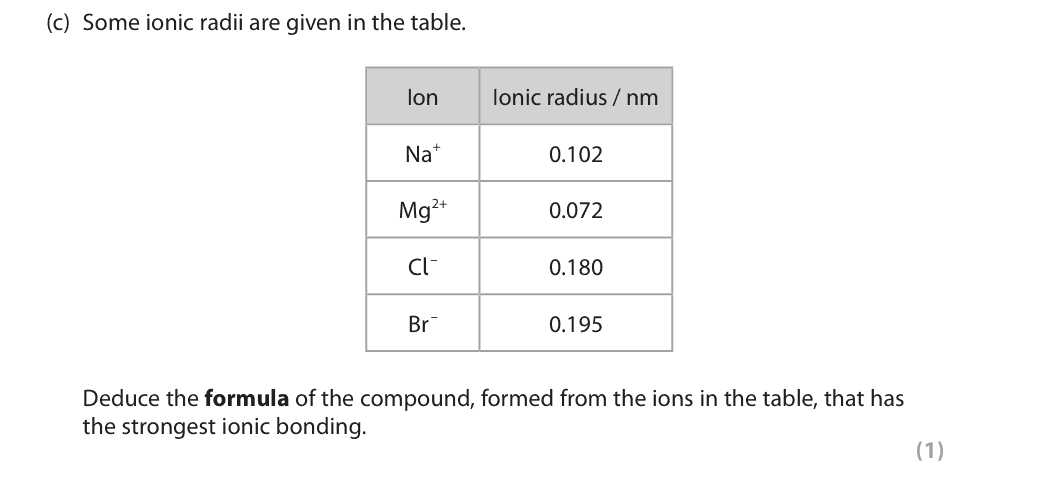 (c) Some ionic radii are given in the table.
Ion Ionic radius / nm
Na⁺ 0.102
Mg²⁺ 0.072
Cl⁻ 0.180
Br⁻ 0.195
Deduce the formula of the compound, formed from the ions in the table, that has
the strongest ionic bonding.
(1)